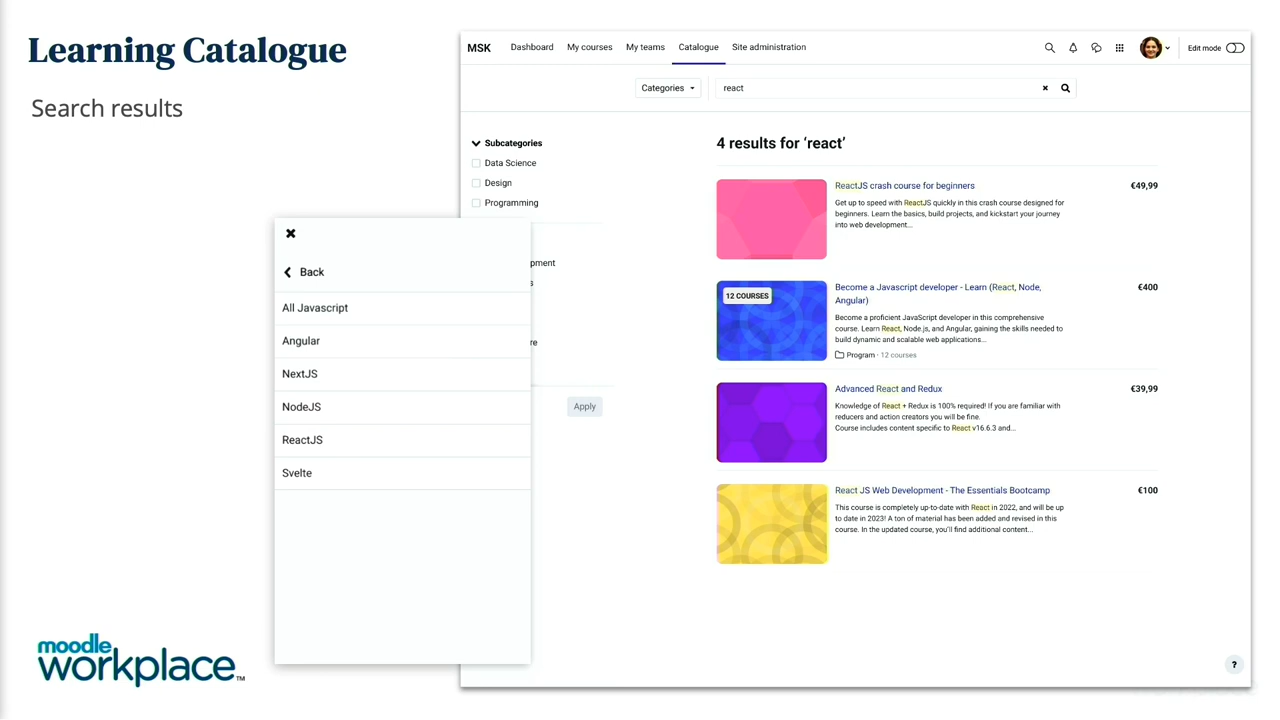 Learning Catalogue
Search results
MSK
Dashboard
My courses
My teams
Catalogue
Site administration
Edit mode
Categories
react
Subcategories
Data Science
Design
Programming
pment
s
re
Apply
Back
All Javascript
Angular
NextJS
NodeJS
ReactJS
Svelte
4 results for ‘react’
ReactJS crash course for beginners
€49,99
Get up to speed with ReactJS quickly in this crash course designed for
beginners. Learn the basics, build projects, and kickstart your journey
into web development...
12 COURSES
Become a Javascript developer - Learn (React, Node,
Angular)
€400
Become a proficient JavaScript developer in this comprehensive
course. Learn React, Node.js, and Angular, gaining the skills needed to
build dynamic and scalable web applications...
Program · 12 courses
Advanced React and Redux
€39,99
Knowledge of React + Redux is 100% required! If you are familiar with
reducers and action creators you will be fine.
Course includes content specific to React v16.6.3 and...
React JS Web Development - The Essentials Bootcamp
€100
This course is completely up-to-date with React in 2022, and will be up
to date in 2023! A ton of material has been added and revised in this
course. In the updated course, you'll find additional content...
?
moodle
workplace™